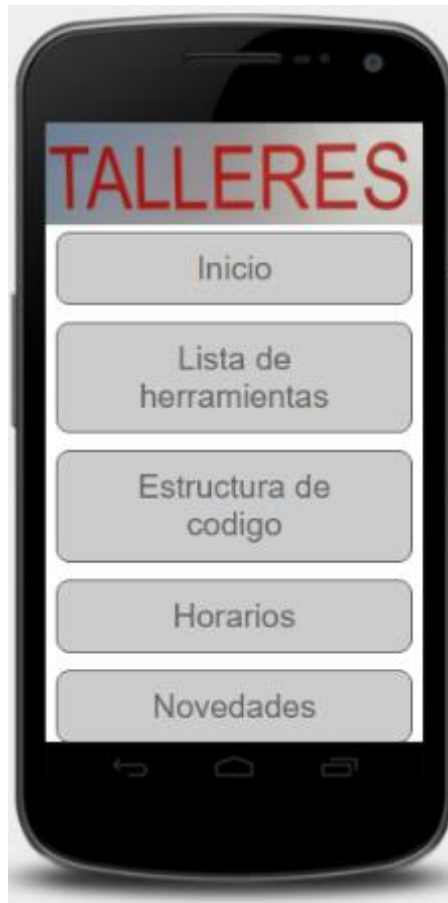 TALLERES
Inicio
Lista de
herramientas
Estructura de
codigo
Horarios
Novedades